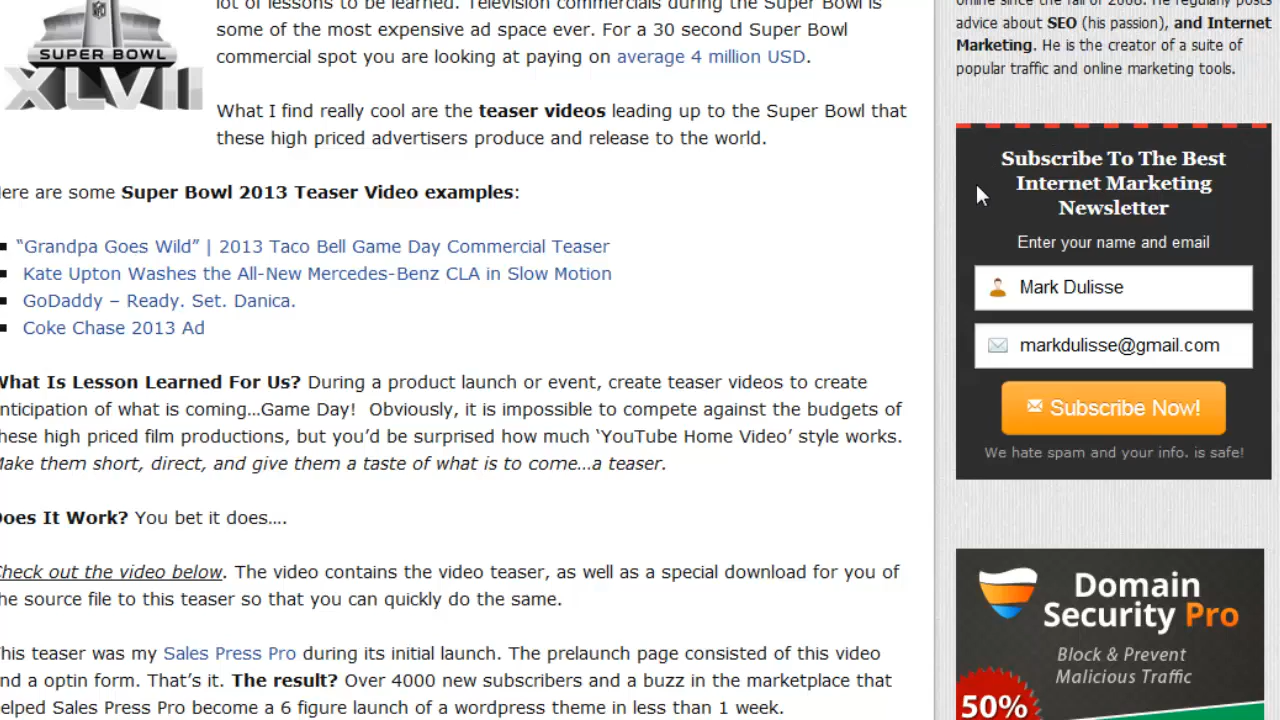 SUPER BOWL
XLVII
lot of lessons to be learned. Television commercials during the Super Bowl is
some of the most expensive ad space ever. For a 30 second Super Bowl
commercial spot you are looking at paying on average 4 million USD.
What I find really cool are the teaser videos leading up to the Super Bowl that
these high priced advertisers produce and release to the world.
ere are some Super Bowl 2013 Teaser Video examples:
“Grandpa Goes Wild” | 2013 Taco Bell Game Day Commercial Teaser
Kate Upton Washes the All-New Mercedes-Benz CLA in Slow Motion
GoDaddy – Ready. Set. Danica.
Coke Chase 2013 Ad
What Is Lesson Learned For Us? During a product launch or event, create teaser videos to create
nticipation of what is coming…Game Day! Obviously, it is impossible to compete against the budgets of
hese high priced film productions, but you’d be surprised how much ‘YouTube Home Video’ style works.
Make them short, direct, and give them a taste of what is to come…a teaser.
Does It Work? You bet it does….
Check out the video below. The video contains the video teaser, as well as a special download for you of
he source file to this teaser so that you can quickly do the same.
his teaser was my Sales Press Pro during its initial launch. The prelaunch page consisted of this video
nd a optin form. That’s it. The result? Over 4000 new subscribers and a buzz in the marketplace that
elped Sales Press Pro become a 6 figure launch of a wordpress theme in less than 1 week.
online since the fall of 2008. He regularly posts
advice about SEO (his passion), and Internet
Marketing. He is the creator of a suite of
popular traffic and online marketing tools.
Subscribe To The Best
Internet Marketing
Newsletter
Enter your name and email
Mark Dulisse
markdulisse@gmail.com
Subscribe Now!
We hate spam and your info. is safe!
Domain
Security Pro
Block & Prevent
Malicious Traffic
50%